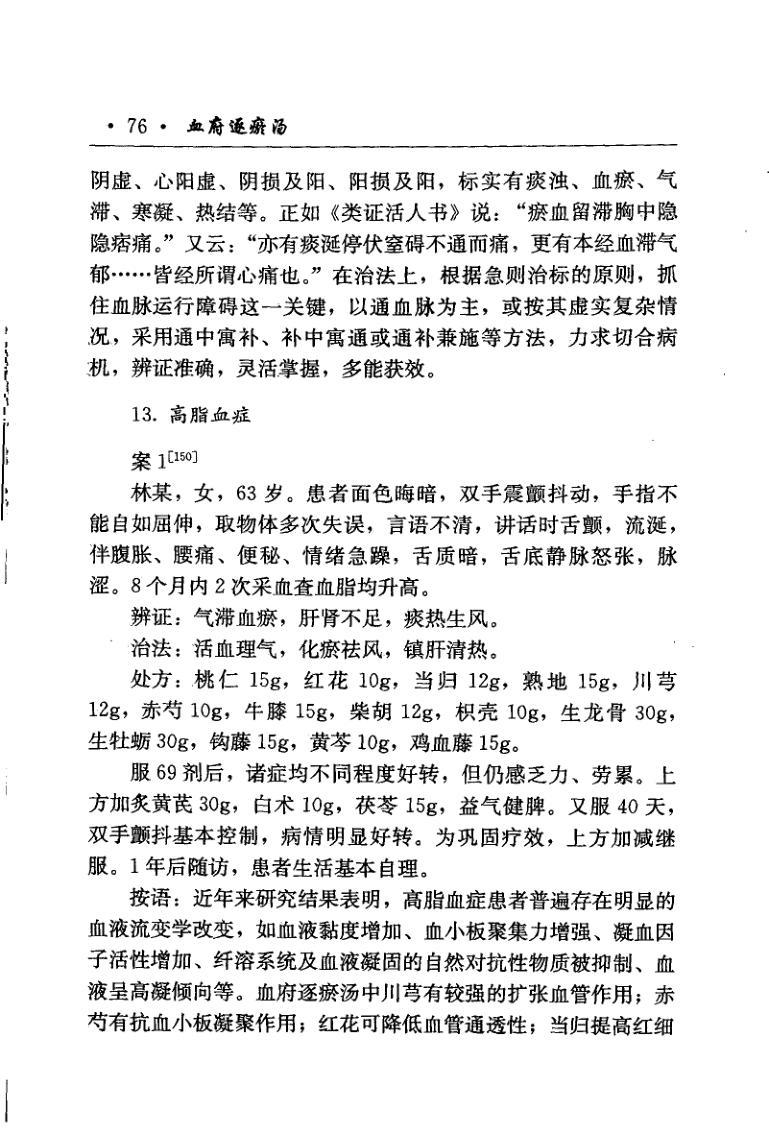 · 76 · 血府逐瘀汤
阴虚、心阳虚、阴损及阳、阳损及阳，标实有痰浊、血瘀、气
滞、寒凝、热结等。正如《类证活人书》说：“瘀血留滞胸中隐
隐痞痛。”又云：“亦有痰涎停伏窒碍不通而痛，更有本经血滞气
郁……皆经所谓心痛也。”在治法上，根据急则治标的原则，抓
住血脉运行障碍这一关键，以通血脉为主，或按其虚实复杂情
况，采用通中寓补、补中寓通或通补兼施等方法，力求切合病
机，辨证准确，灵活掌握，多能获效。
13. 高脂血症
案 1[150]
林某，女，63 岁。患者面色晦暗，双手震颤抖动，手指不
能自如屈伸，取物体多次失误，言语不清，讲话时舌颤，流涎，
伴腹胀、腰痛、便秘、情绪急躁，舌质暗，舌底静脉怒张，脉
涩。8 个月内 2 次采血查血脂均升高。
辨证：气滞血瘀，肝肾不足，痰热生风。
治法：活血理气，化瘀祛风，镇肝清热。
处方：桃仁 15g，红花 10g，当归 12g，熟地 15g，川芎
12g，赤芍 10g，牛膝 15g，柴胡 12g，枳壳 10g，生龙骨 30g，
生牡蛎 30g，钩藤 15g，黄芩 10g，鸡血藤 15g。
服 69 剂后，诸症均不同程度好转，但仍感乏力、劳累。上
方加炙黄芪 30g，白术 10g，茯苓 15g，益气健脾。又服 40 天，
双手颤抖基本控制，病情明显好转。为巩固疗效，上方加减继
服。1 年后随访，患者生活基本自理。
按语：近年来研究结果表明，高脂血症患者普遍存在明显的
血液流变学改变，如血液黏度增加、血小板聚集力增强、凝血因
子活性增加、纤溶系统及血液凝固的自然对抗性物质被抑制、血
液呈高凝倾向等。血府逐瘀汤中川芎有较强的扩张血管作用；赤
芍有抗血小板凝聚作用；红花可降低血管通透性；当归提高红细